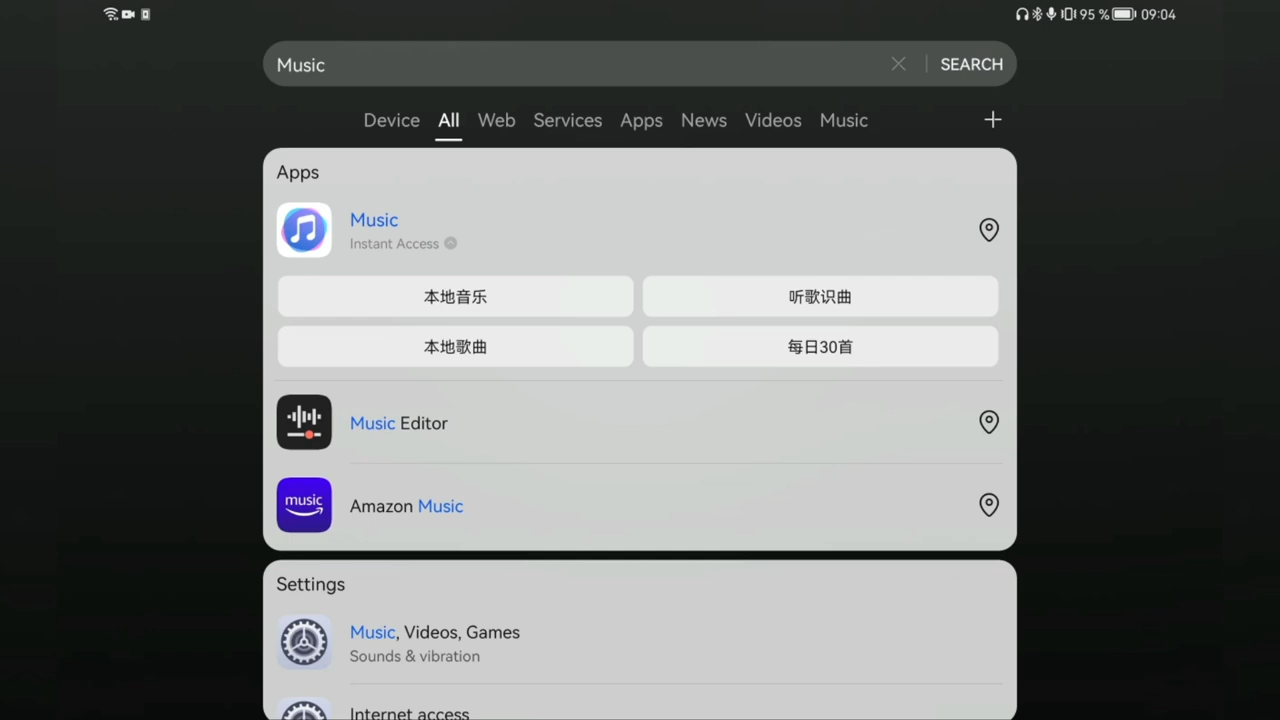 95 % 09:04
Music SEARCH
Device All Web Services Apps News Videos Music
Apps
Music
Instant Access
本地音乐 听歌识曲
本地歌曲 每日30首
Music Editor
music
Amazon Music
Settings
Music, Videos, Games
Sounds & vibration
Internet access